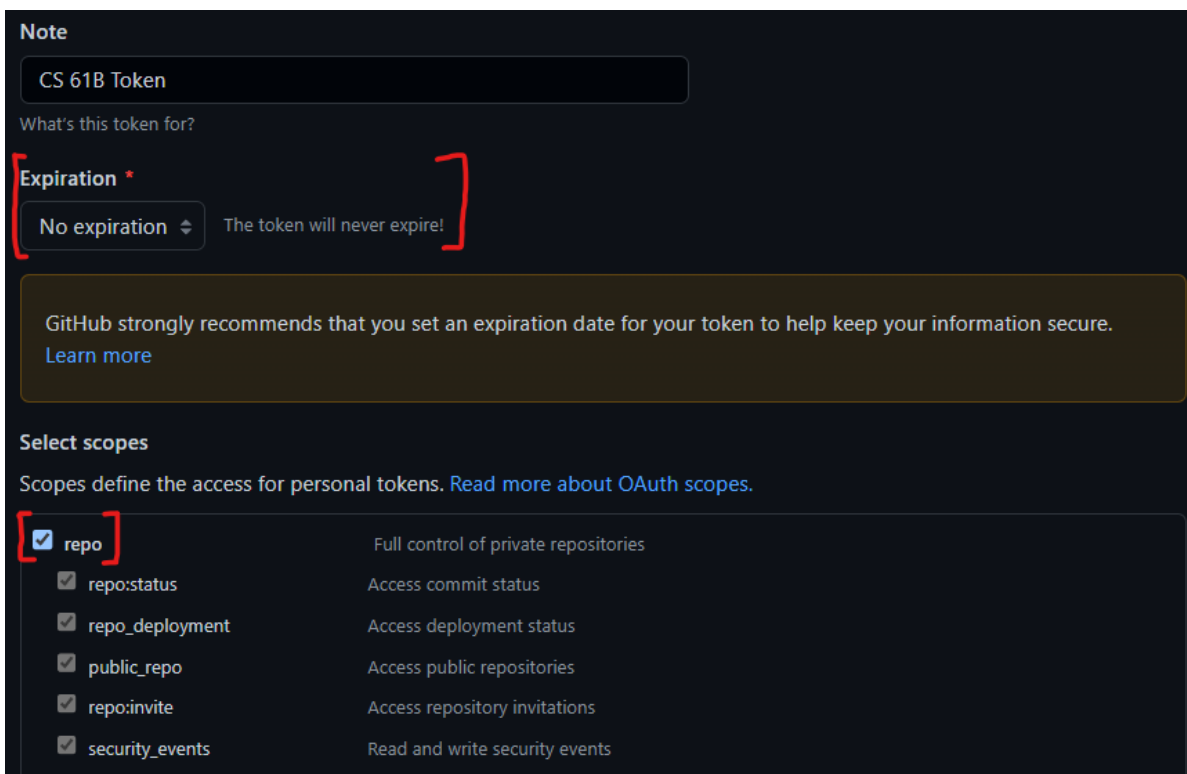 Note
CS 61B Token
What's this token for?
Expiration *
No expiration The token will never expire!
GitHub strongly recommends that you set an expiration date for your token to help keep your information secure.
Learn more
Select scopes
Scopes define the access for personal tokens. Read more about OAuth scopes.
repo Full control of private repositories
repo:status Access commit status
repo_deployment Access deployment status
public_repo Access public repositories
repo:invite Access repository invitations
security_events Read and write security events